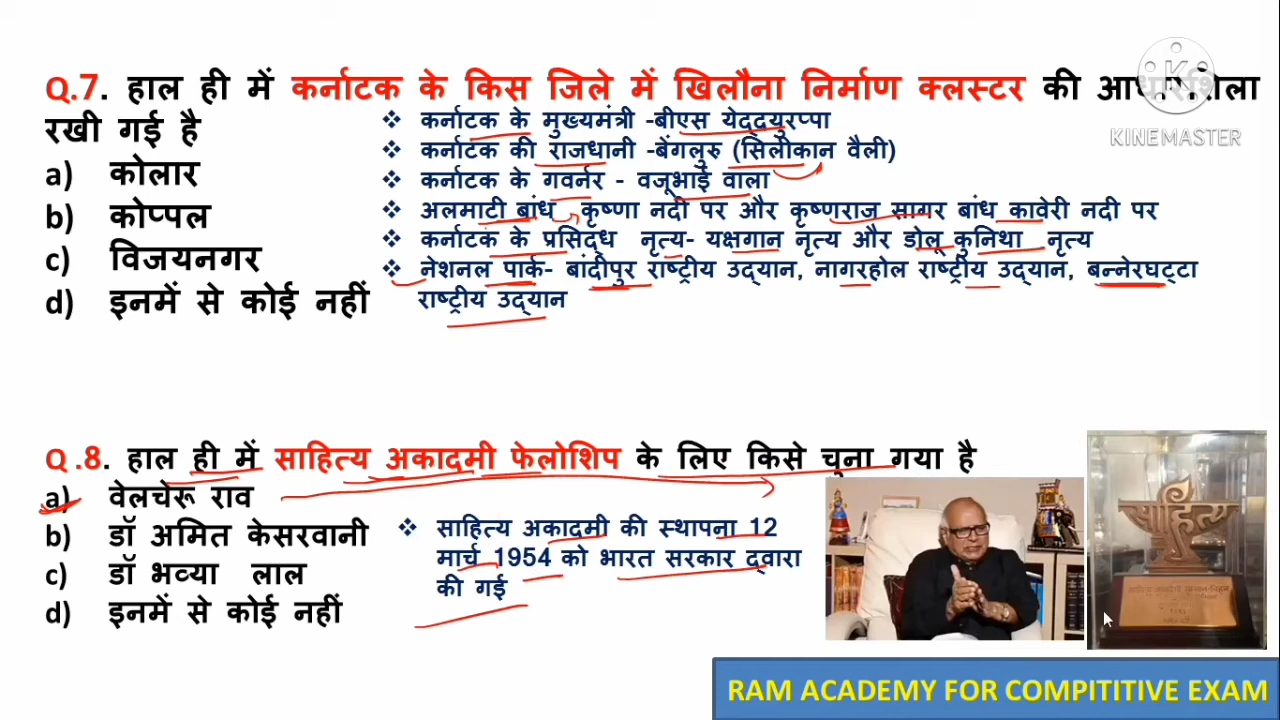 Q.7. हाल ही में कर्नाटक के किस जिले में खिलौना निर्माण क्लस्टर की आधारशिला
रखी गई है
a) कोलार
b) कोप्पल
c) विजयनगर
d) इनमें से कोई नहीं
❖ कर्नाटक के मुख्यमंत्री -बीएस येद्दयुरप्पा
❖ कर्नाटक की राजधानी -बेंगलुरु (सिलीकान वैली)
❖ कर्नाटक के गवर्नर - वजूभाई वाला
❖ अलमाटी बांध कृष्णा नदी पर और कृष्णराज सागर बांध कावेरी नदी पर
❖ कर्नाटक के प्रसिद्ध नृत्य- यक्षगान नृत्य और डोलू कुनिथा नृत्य
❖ नेशनल पार्क- बांदीपुर राष्ट्रीय उद्यान, नागरहोल राष्ट्रीय उद्यान, बन्नेरघट्टा
राष्ट्रीय उद्यान
KINEMASTER
Q .8. हाल ही में साहित्य अकादमी फेलोशिप के लिए किसे चुना गया है
a) वेलचेरू राव
b) डॉ अमित केसरवानी
c) डॉ भव्या लाल
d) इनमें से कोई नहीं
❖ साहित्य अकादमी की स्थापना 12
मार्च 1954 को भारत सरकार द्वारा
की गई
साहित्य
RAM ACADEMY FOR COMPITITIVE EXAM